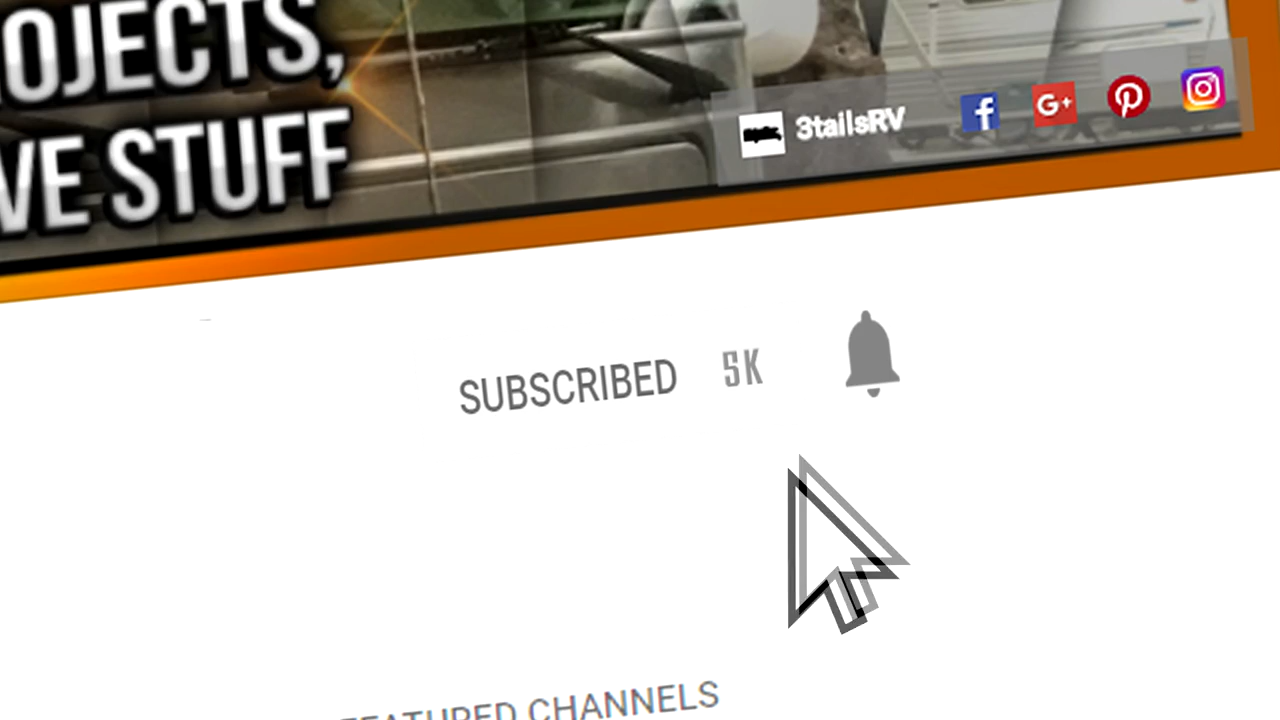 OJECTS,
VE STUFF
3tailsRV
G+
SUBSCRIBED 5K
FEATURED CHANNELS